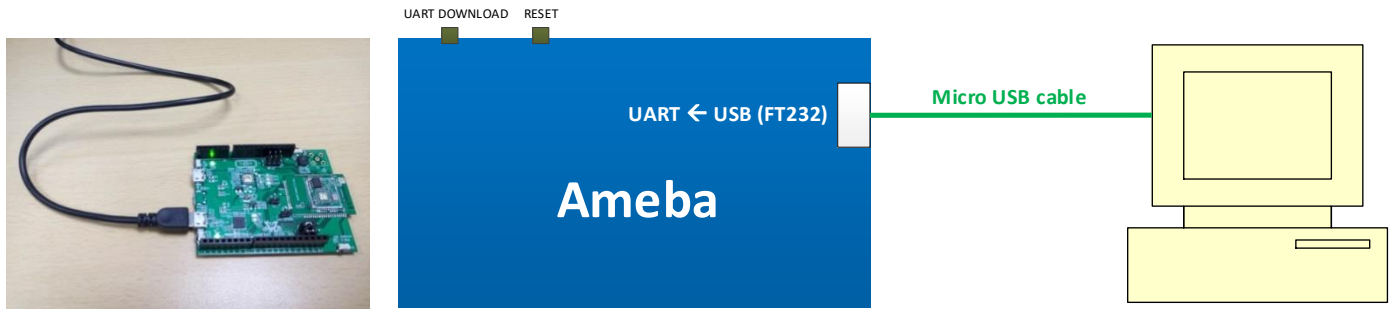 UART DOWNLOAD RESET
UART ← USB (FT232)
Micro USB cable
Ameba